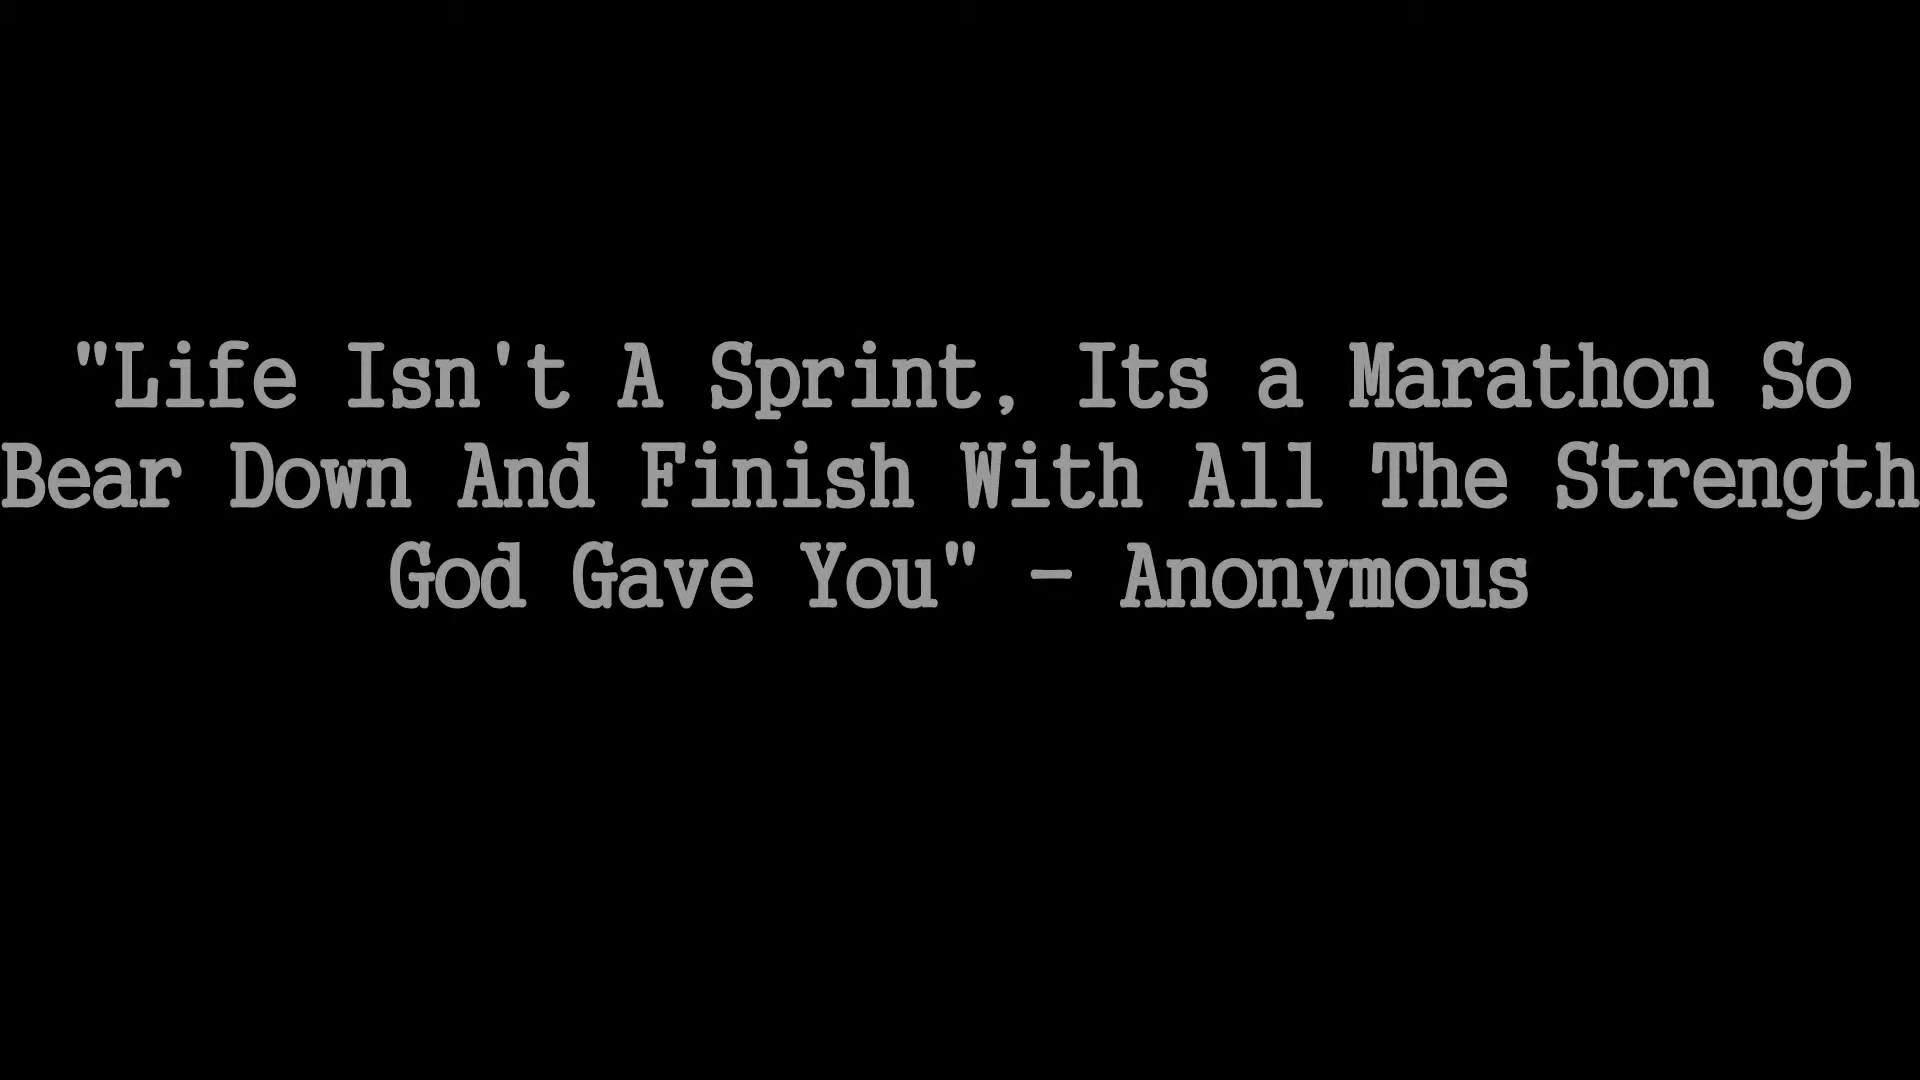 "Life Isn't A Sprint, Its a Marathon So
Bear Down And Finish With All The Strength
God Gave You" - Anonymous